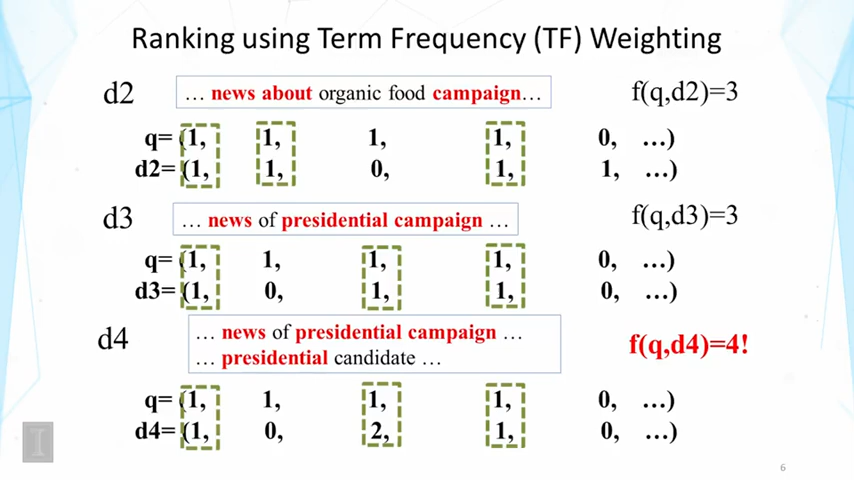 Ranking using Term Frequency (TF) Weighting
d2 … news about organic food campaign… f(q,d2)=3
q= (1, 1, 1, 1, 0, …)
d2= (1, 1, 0, 1, 1, …)
d3 … news of presidential campaign … f(q,d3)=3
q= (1, 1, 1, 1, 0, …)
d3= (1, 0, 1, 1, 0, …)
d4 … news of presidential campaign …
… presidential candidate … f(q,d4)=4!
q= (1, 1, 1, 1, 0, …)
d4= (1, 0, 2, 1, 0, …)
I
6